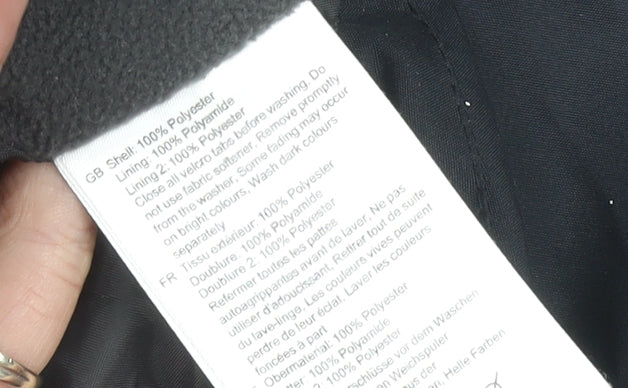 GB Shell: 100% Polyester
Lining: 100% Polyamide
Lining 2: 100% Polyester
Close all velcro tabs before washing, Do
not use fabric softener, Remove promptly
from the washer, Some fading may occur
on bright colours, Wash dark colours
separately
FR Tissu extérieur: 100% Polyester
Doublure: 100% Polyamide
Doublure 2: 100% Polyester
Refermer toutes les pattes
autoagrippantes avant de laver, Ne pas
utiliser d'adoucissant, Retirer tout de suite
du lave-linge, Les couleurs vives peuvent
perdre de leur éclat, Laver les couleurs
foncées à part
Obermaterial: 100% Polyester
100% Polyamide
100% Polyester
vor dem Waschen
Weichspüler
aus der
Helle Farben